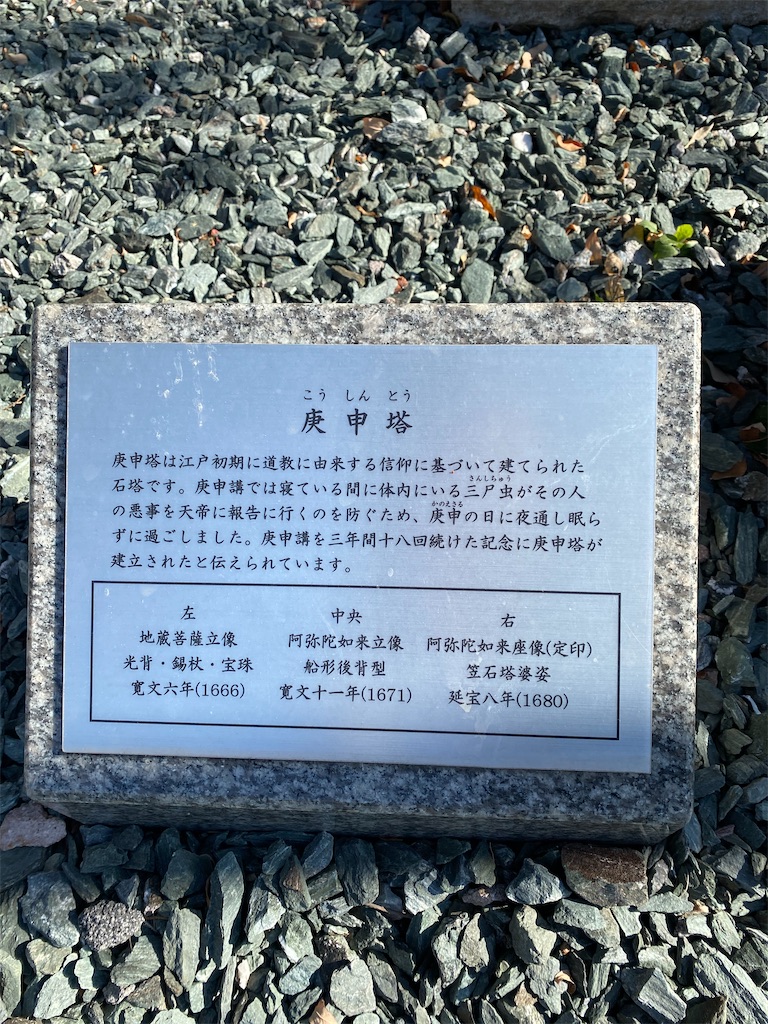 こう しん とう
庚申塔
庚申塔は江戸初期に道教に由来する信仰に基づいて建てられた
さんしちゅう
石塔です。庚申講では寝ている間に体内にいる三尸虫がその人
かのえさる
の悪事を天帝に報告に行くのを防ぐため、庚申の日に夜通し眠ら
ずに過ごしました。庚申講を三年間十八回続けた記念に庚申塔が
建立されたと伝えられています。
左
地蔵菩薩立像
光背・錫杖・宝珠
寛文六年(1666)
中央
阿弥陀如来立像
船形後背型
寛文十一年(1671)
右
阿弥陀如来座像(定印)
笠石塔婆姿
延宝八年(1680)